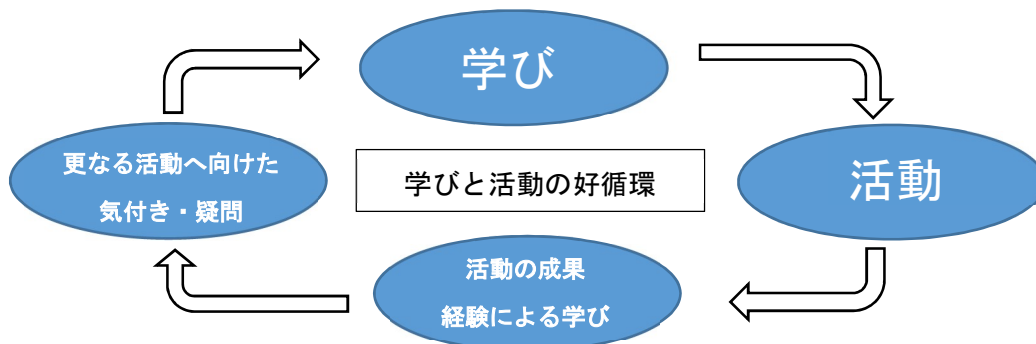 学び
活動
学びと活動の好循環
更なる活動へ向けた
気付き・疑問
活動の成果
経験による学び